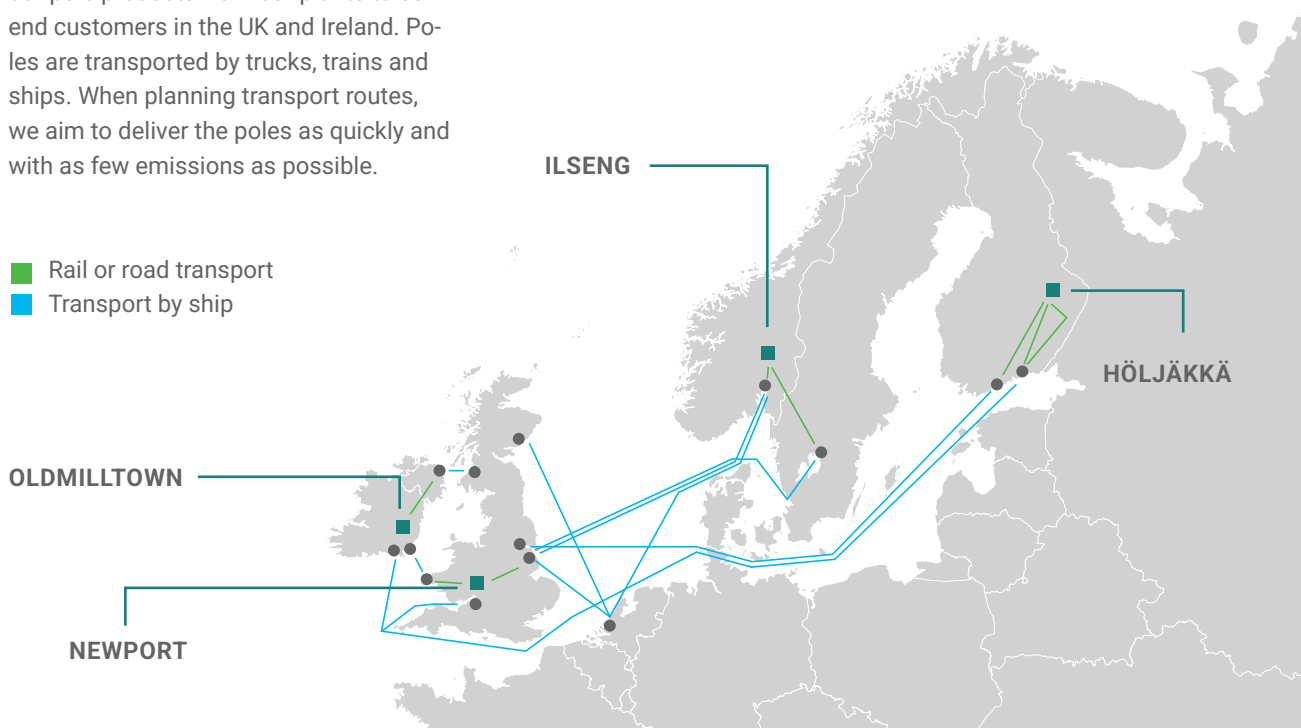 end customers in the UK and Ireland. Po-
les are transported by trucks, trains and
ships. When planning transport routes,
we aim to deliver the poles as quickly and
with as few emissions as possible.
ILSENG
Rail or road transport
Transport by ship
HÖLJÄKKÄ
OLDMILLTOWN
NEWPORT